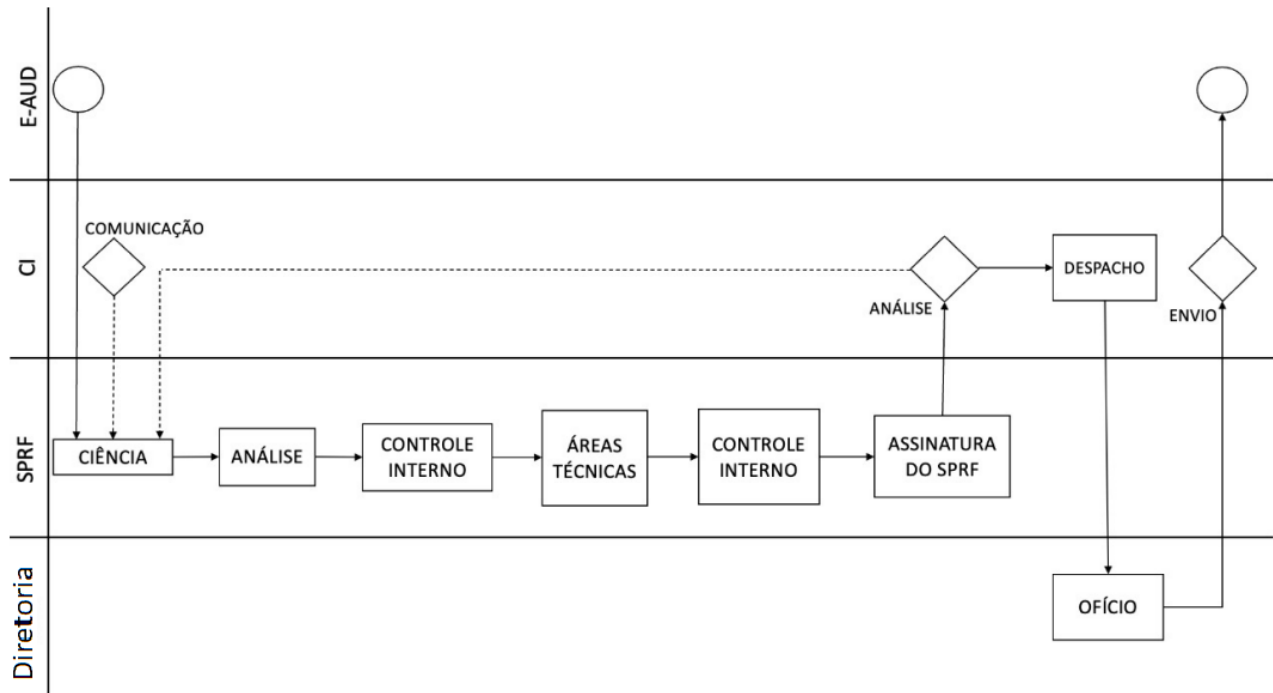 E-AUD
CI
COMUNICAÇÃO
ANÁLISE
DESPACHO
ENVIO
SPRF
CIÊNCIA
ANÁLISE
CONTROLE
INTERNO
ÁREAS
TÉCNICAS
CONTROLE
INTERNO
ASSINATURA
DO SPRF
Diretoria
OFÍCIO